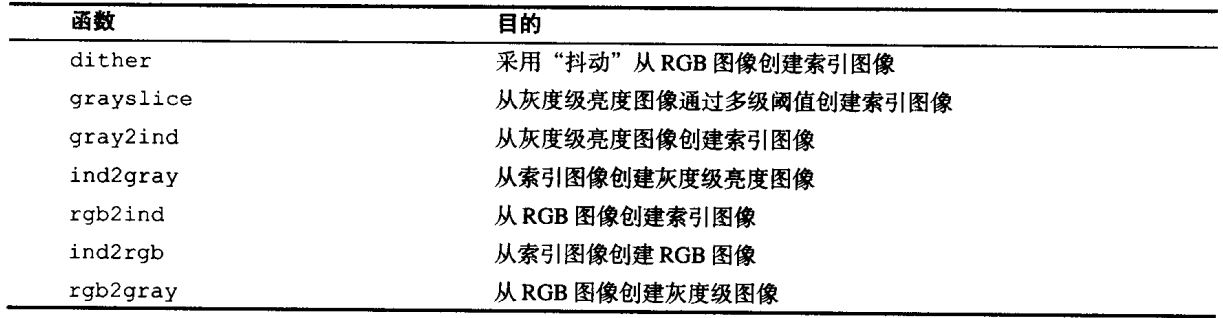 函数 目的
dither 采用“抖动”从 RGB 图像创建索引图像
grayslice 从灰度级亮度图像通过多级阈值创建索引图像
gray2ind 从灰度级亮度图像创建索引图像
ind2gray 从索引图像创建灰度级亮度图像
rgb2ind 从 RGB 图像创建索引图像
ind2rgb 从索引图像创建 RGB 图像
rgb2gray 从 RGB 图像创建灰度级图像